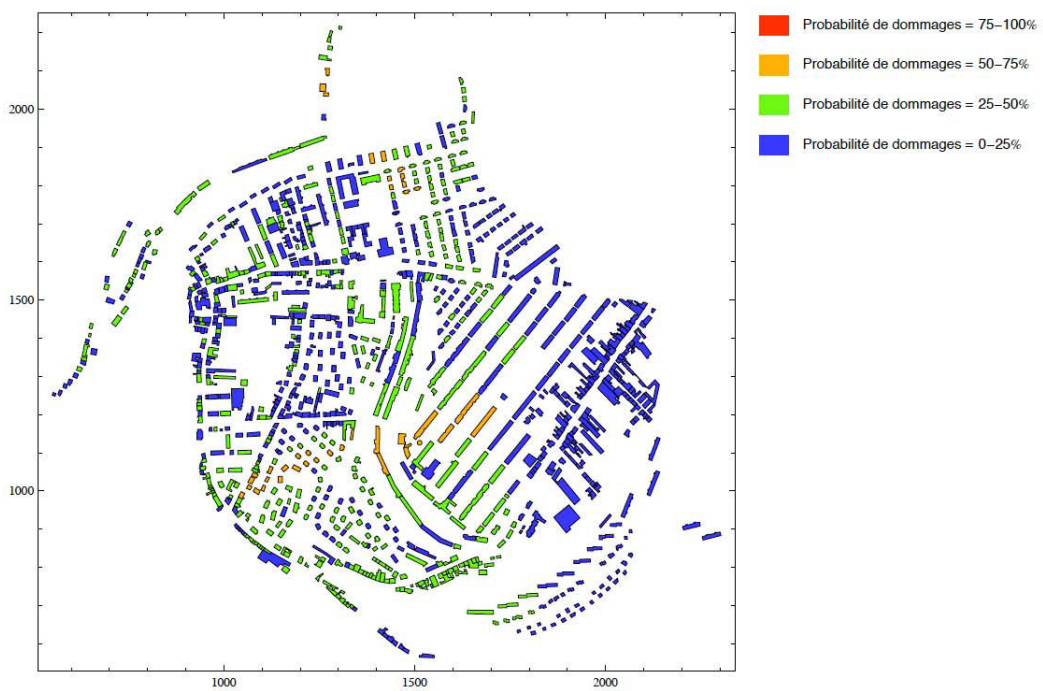 Probabilité de dommages = 75–100%
Probabilité de dommages = 50–75%
Probabilité de dommages = 25–50%
Probabilité de dommages = 0–25%
2000
1500
1000
1000 1500 2000